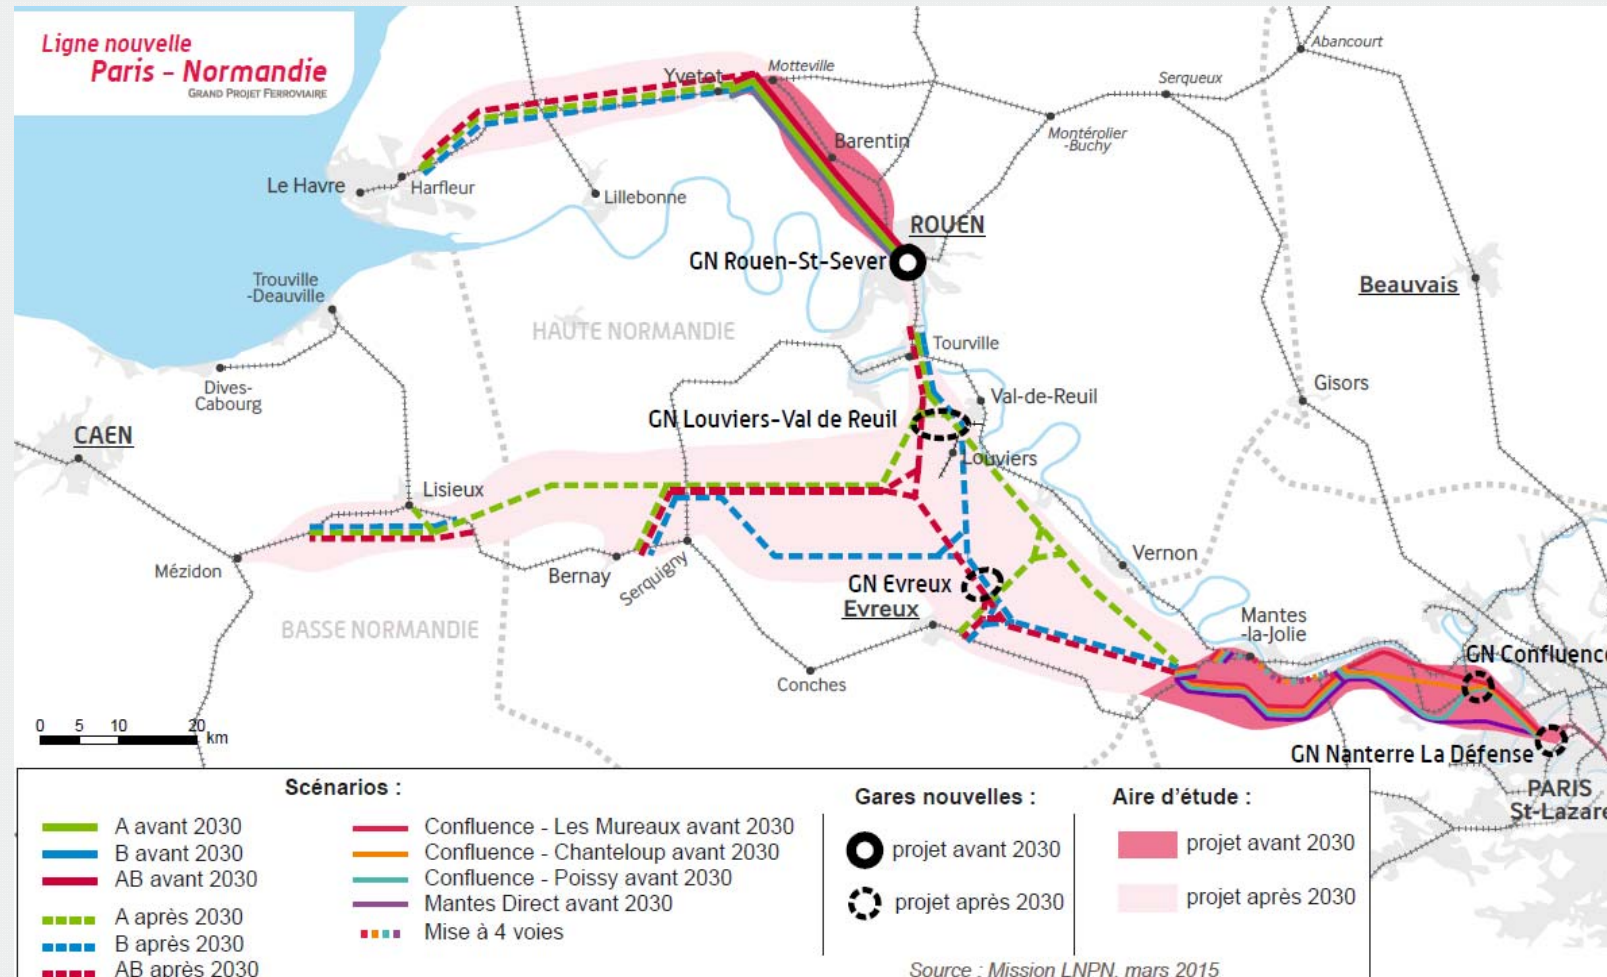 Ligne nouvelle
Paris - Normandie
GRAND PROJET FERROVIAIRE
Abancourt
Yvetot
Motteville
Serqueux
Montérolier
-Buchy
Barentin
Le Havre
Harfleur
Lillebonne
ROUEN
GN Rouen-St-Sever
Trouville
-Deauville
Beauvais
HAUTE NORMANDIE
Tourville
Dives-
Cabourg
Gisors
Val-de-Reuil
GN Louviers-Val de Reuil
CAEN
Louviers
Lisieux
Vernon
Mézidon
Bernay
Serquigny
GN Evreux
Evreux
Mantes
-la-Jolie
BASSE NORMANDIE
GN Confluence
Conches
0 5 10 20
km
GN Nanterre La Défense
PARIS
St-Lazare
Scénarios :
A avant 2030
B avant 2030
AB avant 2030
A après 2030
B après 2030
AB après 2030
Confluence - Les Mureaux avant 2030
Confluence - Chanteloup avant 2030
Confluence - Poissy avant 2030
Mantes Direct avant 2030
Mise à 4 voies
Gares nouvelles :
projet avant 2030
projet après 2030
Aire d'étude :
projet avant 2030
projet après 2030
Source : Mission LNPN, mars 2015